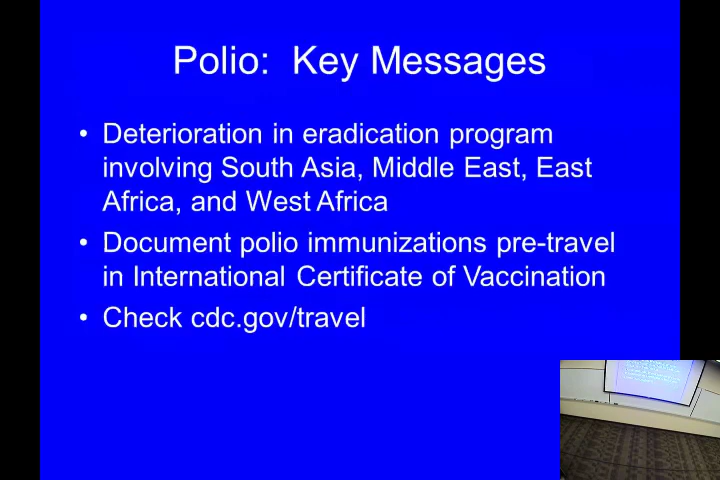 Polio: Key Messages
• Deterioration in eradication program
involving South Asia, Middle East, East
Africa, and West Africa
• Document polio immunizations pre-travel
in International Certificate of Vaccination
• Check cdc.gov/travel